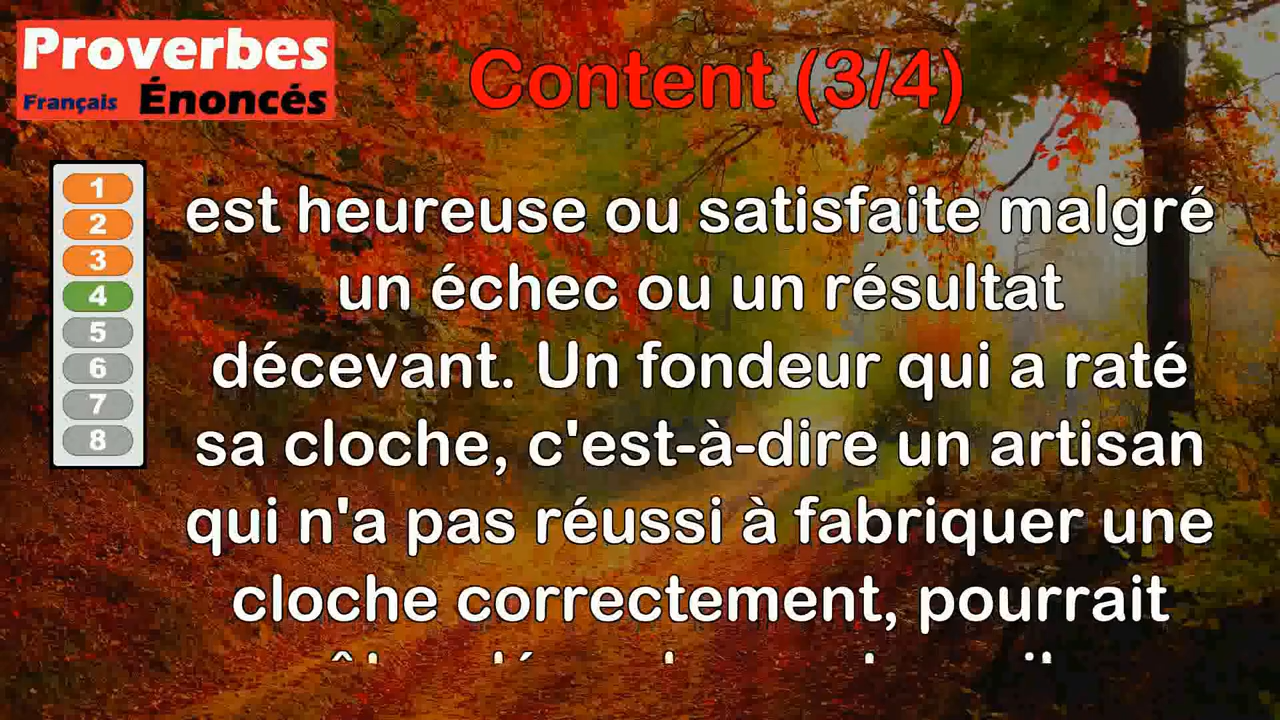 Proverbes
Français Énoncés
Content (3/4)
1
2
3
4
5
6
7
8
est heureuse ou satisfaite malgré
un échec ou un résultat
décevant. Un fondeur qui a raté
sa cloche, c'est-à-dire un artisan
qui n'a pas réussi à fabriquer une
cloche correctement, pourrait